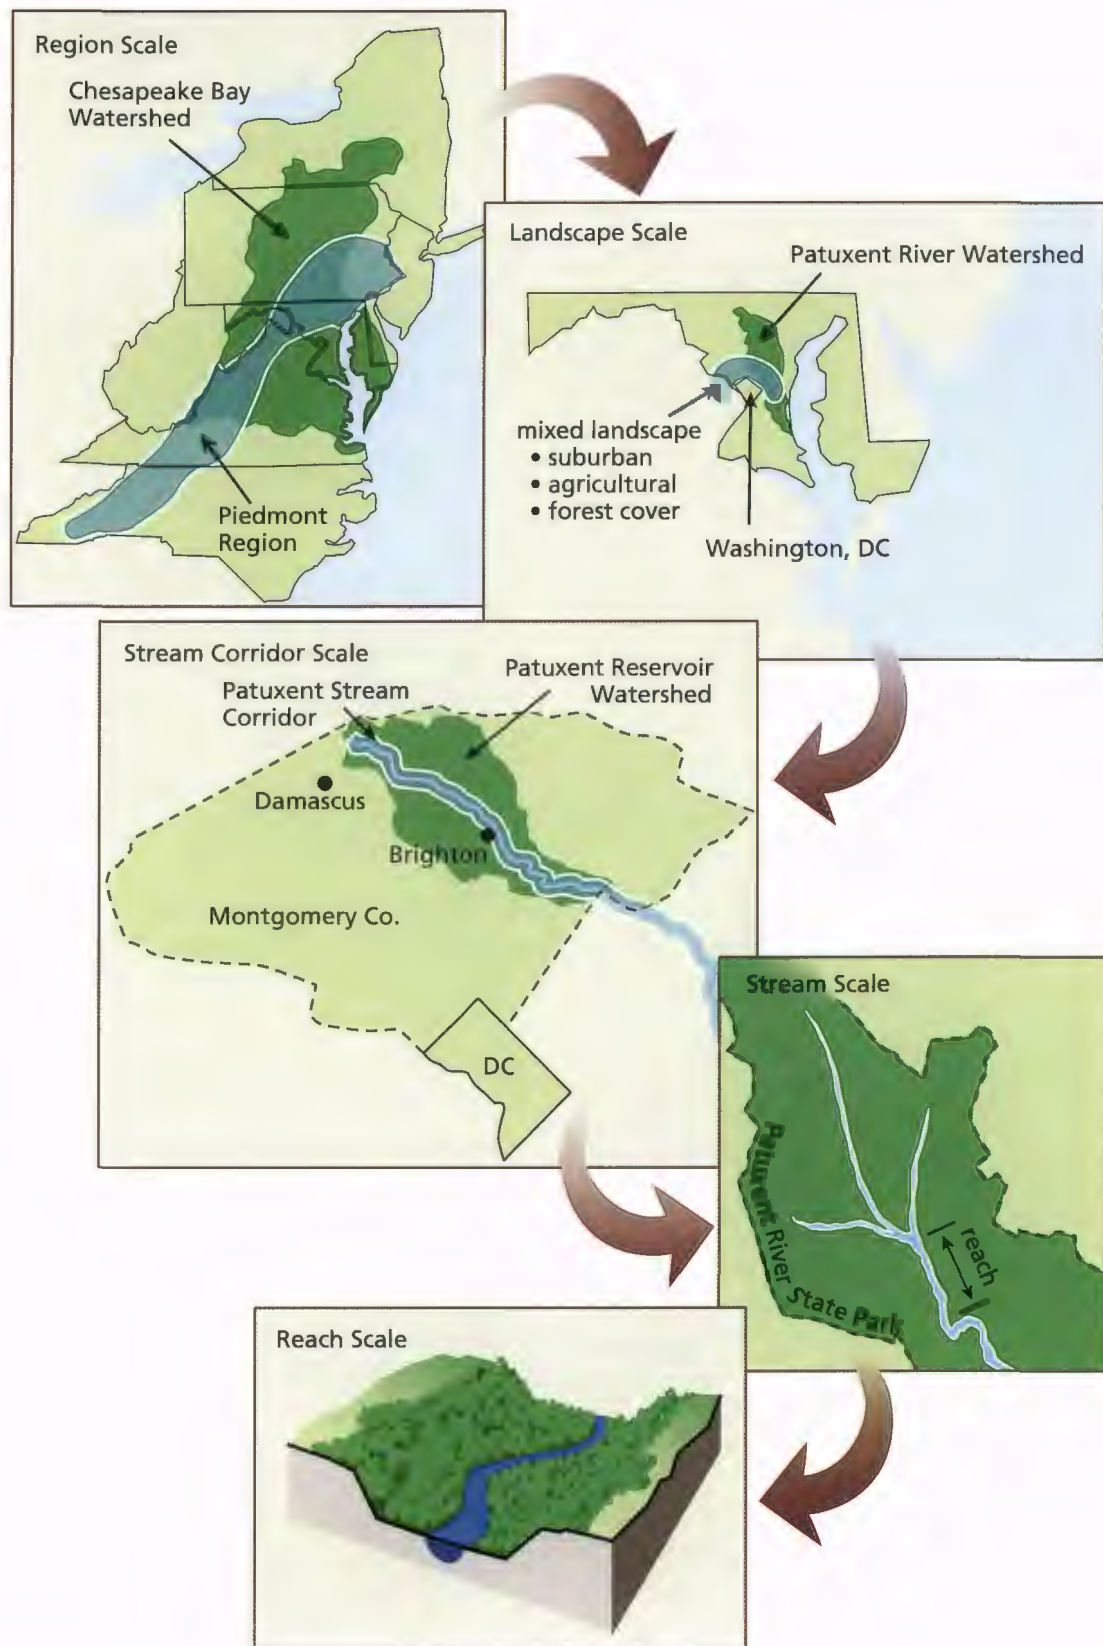 Region Scale
Chesapeake Bay
Watershed
Piedmont
Region
Landscape Scale
Patuxent River Watershed
mixed landscape
• suburban
• agricultural
• forest cover
Washington, DC
Stream Corridor Scale
Patuxent Stream
Corridor
Patuxent Reservoir
Watershed
Damascus
Brighton
Montgomery Co.
DC
Stream Scale
reach
Patuxent River State Park
Reach Scale